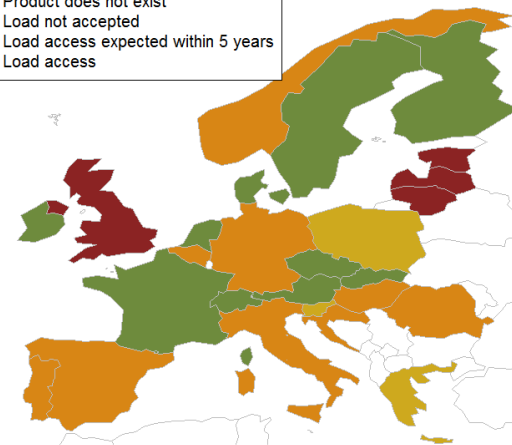 Product does not exist
Load not accepted
Load access expected within 5 years
Load access